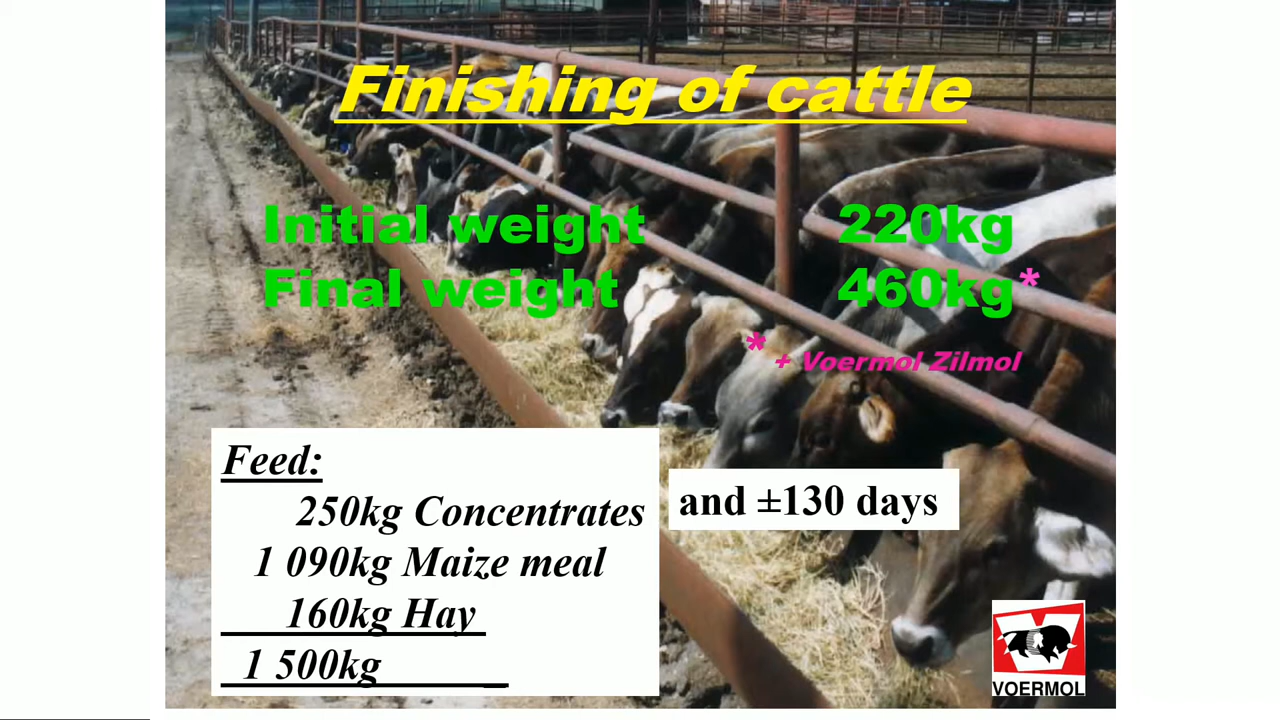 Finishing of cattle
Initial weight 220kg
Final weight 460kg*
* + Voermol Zilmol
Feed:
250kg Concentrates
1 090kg Maize meal
160kg Hay
1 500kg
and ±130 days
VOERMOL